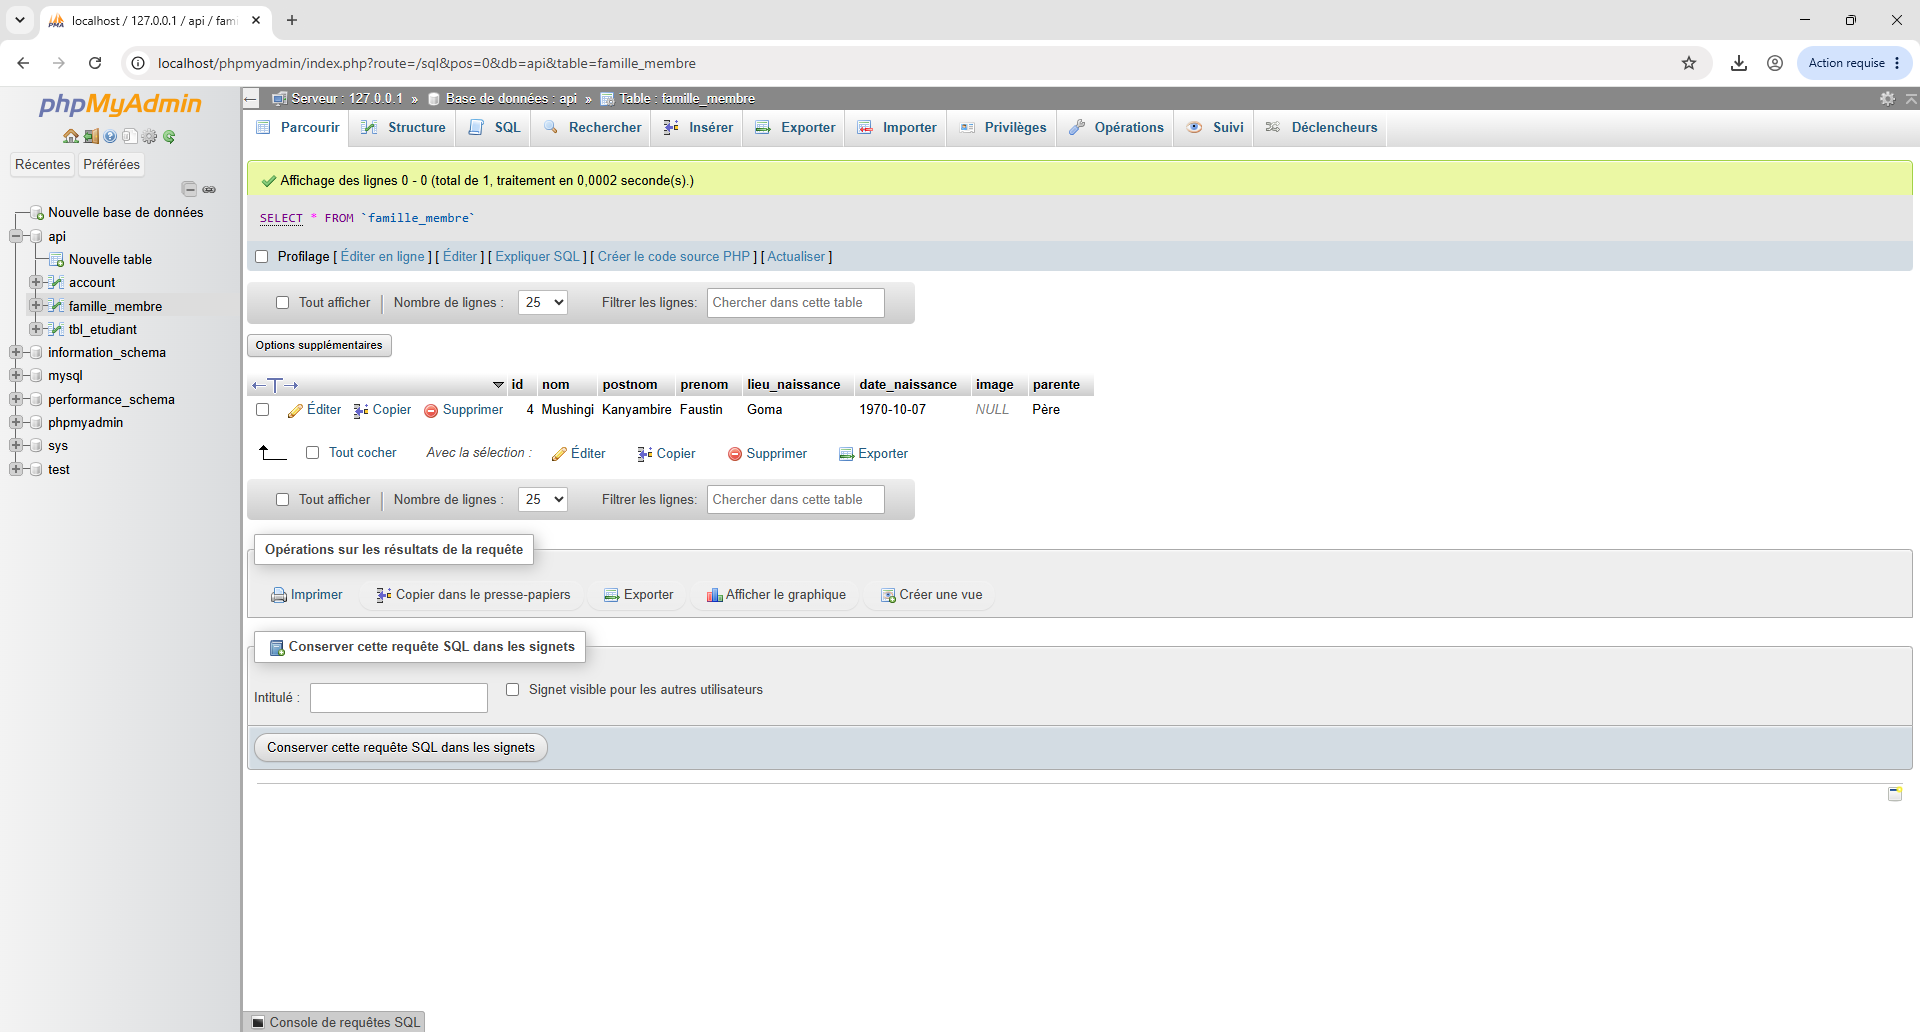 localhost / 127.0.0.1 / api / fami
localhost/phpmyadmin/index.php?route=/sql&pos=0&db=api&table=famille_membre
Action requise
phpMyAdmin
Récentes
Préférées
Nouvelle base de données
api
Nouvelle table
account
famille_membre
tbl_etudiant
information_schema
mysql
performance_schema
phpmyadmin
sys
test
Serveur : 127.0.0.1 » Base de données : api » Table : famille_membre
Parcourir Structure SQL Rechercher Insérer Exporter Importer Privilèges Opérations Suivi Déclencheurs
Affichage des lignes 0 - 0 (total de 1, traitement en 0,0002 seconde(s).)
SELECT * FROM `famille_membre`
Profilage [ Éditer en ligne ] [ Éditer ] [ Expliquer SQL ] [ Créer le code source PHP ] [ Actualiser ]
Tout afficher Nombre de lignes : 25 Filtrer les lignes: Chercher dans cette table
Options supplémentaires
id nom postnom prenom lieu_naissance date_naissance image parente
Éditer Copier Supprimer 4 Mushingi Kanyambire Faustin Goma 1970-10-07 NULL Père
Tout cocher Avec la sélection : Éditer Copier Supprimer Exporter
Tout afficher Nombre de lignes : 25 Filtrer les lignes: Chercher dans cette table
Opérations sur les résultats de la requête
Imprimer Copier dans le presse-papiers Exporter Afficher le graphique Créer une vue
Conserver cette requête SQL dans les signets
Intitulé : Signet visible pour les autres utilisateurs
Conserver cette requête SQL dans les signets
Console de requêtes SQL